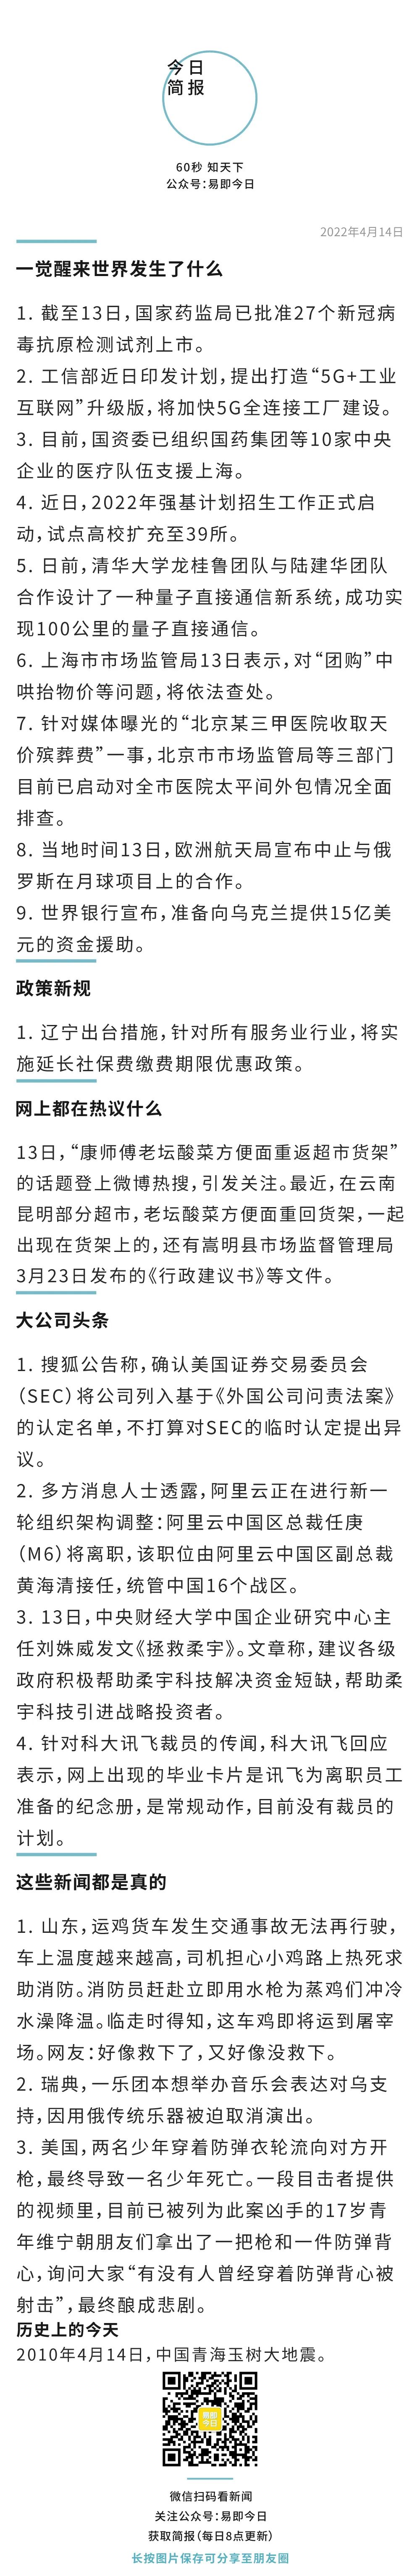 今日
简报
60秒 知天下
公众号：易即今日
2022年4月14日
一觉醒来世界发生了什么
1. 截至13日，国家药监局已批准27个新冠病
毒抗原检测试剂上市。
2. 工信部近日印发计划，提出打造“5G+工业
互联网”升级版，将加快5G全连接工厂建设。
3. 目前，国资委已组织国药集团等10家中央
企业的医疗队伍支援上海。
4. 近日，2022年强基计划招生工作正式启
动，试点高校扩充至39所。
5. 日前，清华大学龙桂鲁团队与陆建华团队
合作设计了一种量子直接通信新系统，成功实
现100公里的量子直接通信。
6. 上海市市场监管局13日表示，对“团购”中
哄抬物价等问题，将依法查处。
7. 针对媒体曝光的“北京某三甲医院收取天
价殡葬费”一事，北京市市场监管局等三部门
目前已启动对全市医院太平间外包情况全面
排查。
8. 当地时间13日，欧洲航天局宣布中止与俄
罗斯在月球项目上的合作。
9. 世界银行宣布，准备向乌克兰提供15亿美
元的资金援助。
政策新规
1. 辽宁出台措施，针对所有服务业行业，将实
施延长社保费缴费期限优惠政策。
网上都在热议什么
13日，“康师傅老坛酸菜方便面重返超市货架”
的话题登上微博热搜，引发关注。最近，在云南
昆明部分超市，老坛酸菜方便面重回货架，一起
出现在货架上的，还有嵩明县市场监督管理局
3月23日发布的《行政建议书》等文件。
大公司头条
1. 搜狐公告称，确认美国证券交易委员会
（SEC）将公司列入基于《外国公司问责法案》
的认定名单，不打算对SEC的临时认定提出异
议。
2. 多方消息人士透露，阿里云正在进行新一
轮组织架构调整：阿里云中国区总裁任庚
（M6）将离职，该职位由阿里云中国区副总裁
黄海清接任，统管中国16个战区。
3. 13日，中央财经大学中国企业研究中心主
任刘姝威发文《拯救柔宇》。文章称，建议各级
政府积极帮助柔宇科技解决资金短缺，帮助柔
宇科技引进战略投资者。
4. 针对科大讯飞裁员的传闻，科大讯飞回应
表示，网上出现的毕业卡片是讯飞为离职员工
准备的纪念册，是常规动作，目前没有裁员的
计划。
这些新闻都是真的
1. 山东，运鸡货车发生交通事故无法再行驶，
车上温度越来越高，司机担心小鸡路上热死求
助消防。消防员赶赴立即用水枪为蒸鸡们冲冷
水澡降温。临走时得知，这车鸡即将运到屠宰
场。网友：好像救下了，又好像没救下。
2. 瑞典，一乐团本想举办音乐会表达对乌支
持，因用俄传统乐器被迫取消演出。
3. 美国，两名少年穿着防弹衣轮流向对方开
枪，最终导致一名少年死亡。一段目击者提供
的视频里，目前已被列为此案凶手的17岁青
年维宁朝朋友们拿出了一把枪和一件防弹背
心，询问大家“有没有人曾经穿着防弹背心被
射击”，最终酿成悲剧。
历史上的今天
2010年4月14日，中国青海玉树大地震。
易即
今日
微信扫码看新闻
关注公众号：易即今日
获取简报（每日8点更新）
长按图片保存可分享至朋友圈